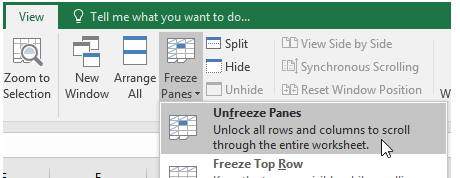 View
Tell me what you want to do...
Zoom to Selection
New Window
Arrange All
Freeze Panes
Split
Hide
Unhide
View Side by Side
Synchronous Scrolling
Reset Window Position
W
Unfreeze Panes
Unlock all rows and columns to scroll
through the entire worksheet.
Freeze Top Row